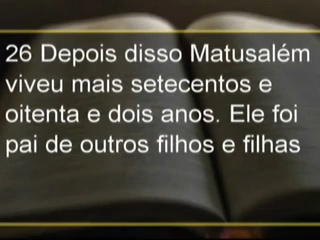 26 Depois disso Matusalém
viveu mais setecentos e
oitenta e dois anos. Ele foi
pai de outros filhos e filhas